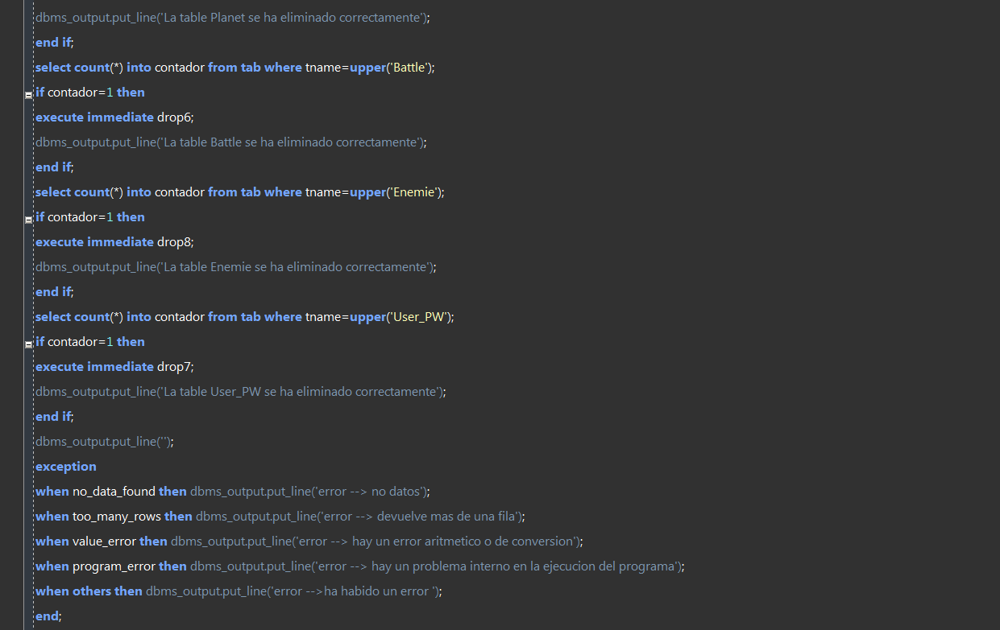 dbms_output.put_line('La table Planet se ha eliminado correctamente');
end if;
select count(*) into contador from tab where tname=upper('Battle');
if contador=1 then
execute immediate drop6;
dbms_output.put_line('La table Battle se ha eliminado correctamente');
end if;
select count(*) into contador from tab where tname=upper('Enemie');
if contador=1 then
execute immediate drop8;
dbms_output.put_line('La table Enemie se ha eliminado correctamente');
end if;
select count(*) into contador from tab where tname=upper('User_PW');
if contador=1 then
execute immediate drop7;
dbms_output.put_line('La table User_PW se ha eliminado correctamente');
end if;
dbms_output.put_line('');
exception
when no_data_found then dbms_output.put_line('error --> no datos');
when too_many_rows then dbms_output.put_line('error --> devuelve mas de una fila');
when value_error then dbms_output.put_line('error --> hay un error aritmetico o de conversion');
when program_error then dbms_output.put_line('error --> hay un problema interno en la ejecucion del programa');
when others then dbms_output.put_line('error -->ha habido un error ');
end;